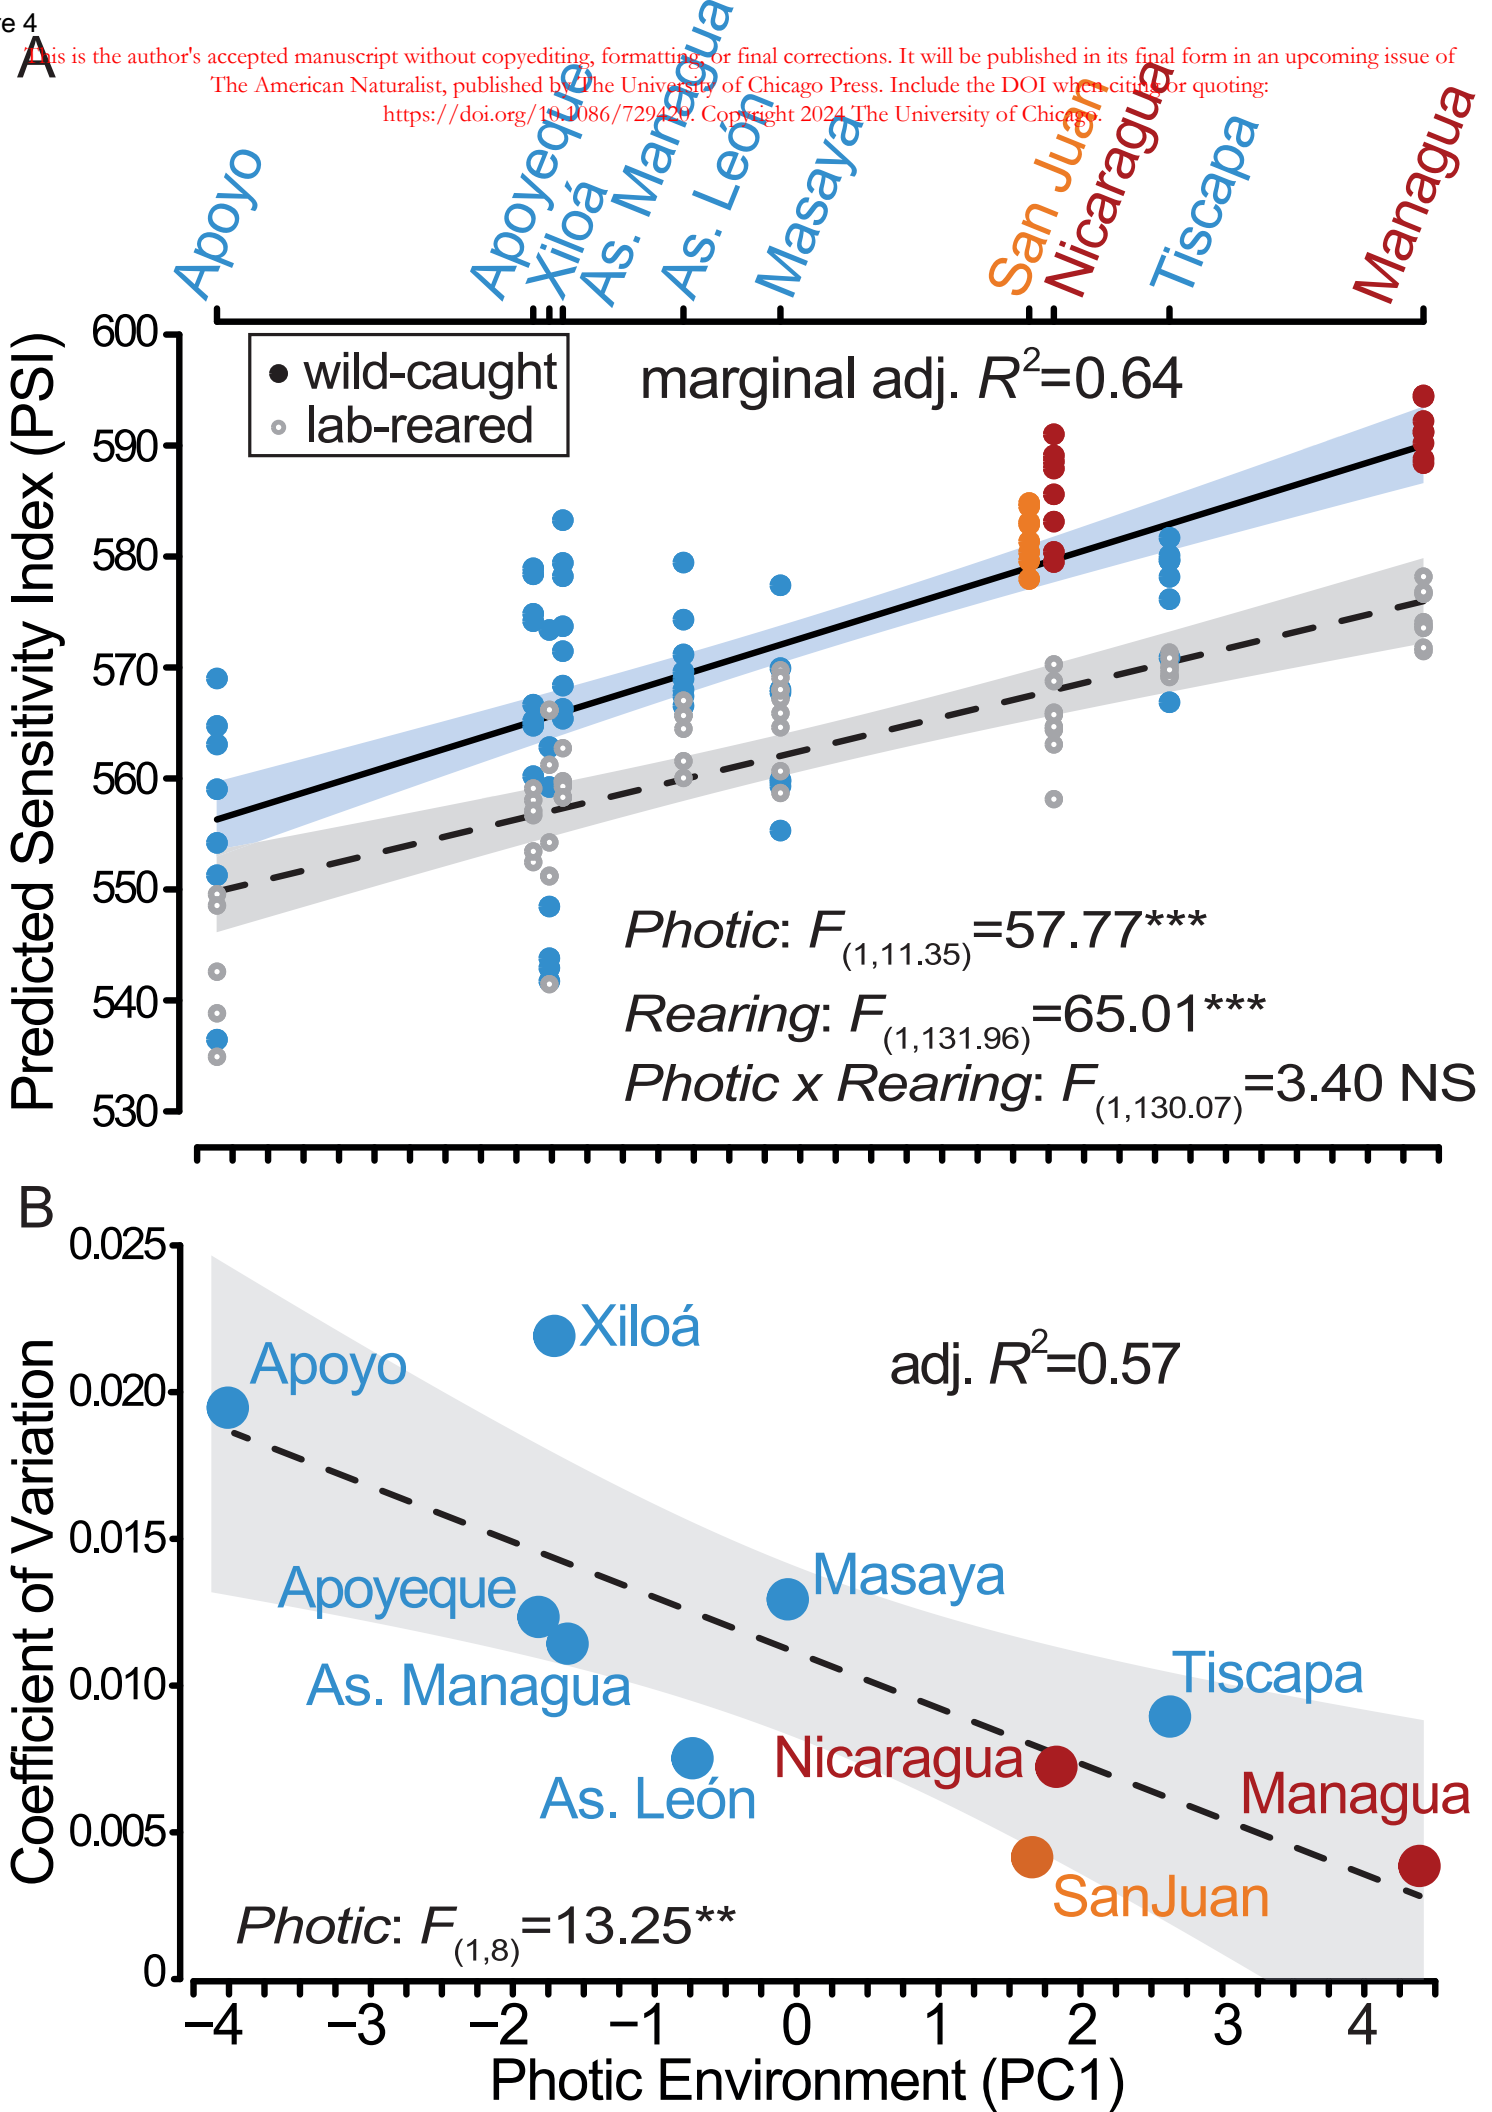 e 4
A
This is the author's accepted manuscript without copyediting, formatting, or final corrections. It will be published in its final form in an upcoming issue of
The American Naturalist, published by The University of Chicago Press. Include the DOI when citing or quoting:
https://doi.org/10.1086/729420. Copyright 2024 The University of Chicago.
Apoyo
Apoyeque
Xiloá
As. Managua
As. León
Masaya
San Juan
Nicaragua
Tiscapa
Managua
Predicted Sensitivity Index (PSI)
600
590
580
570
560
550
540
530
wild-caught
lab-reared
marginal adj. R²=0.64
Photic: F(1,11.35)=57.77***
Rearing: F(1,131.96)=65.01***
Photic x Rearing: F(1,130.07)=3.40 NS
B
Coefficient of Variation
0.025
0.020
0.015
0.010
0.005
0
Xiloá
adj. R²=0.57
Apoyo
Masaya
Apoyeque
As. Managua
Tiscapa
Nicaragua
As. León
Managua
SanJuan
Photic: F(1,8)=13.25**
−4 −3 −2 −1 0 1 2 3 4
Photic Environment (PC1)